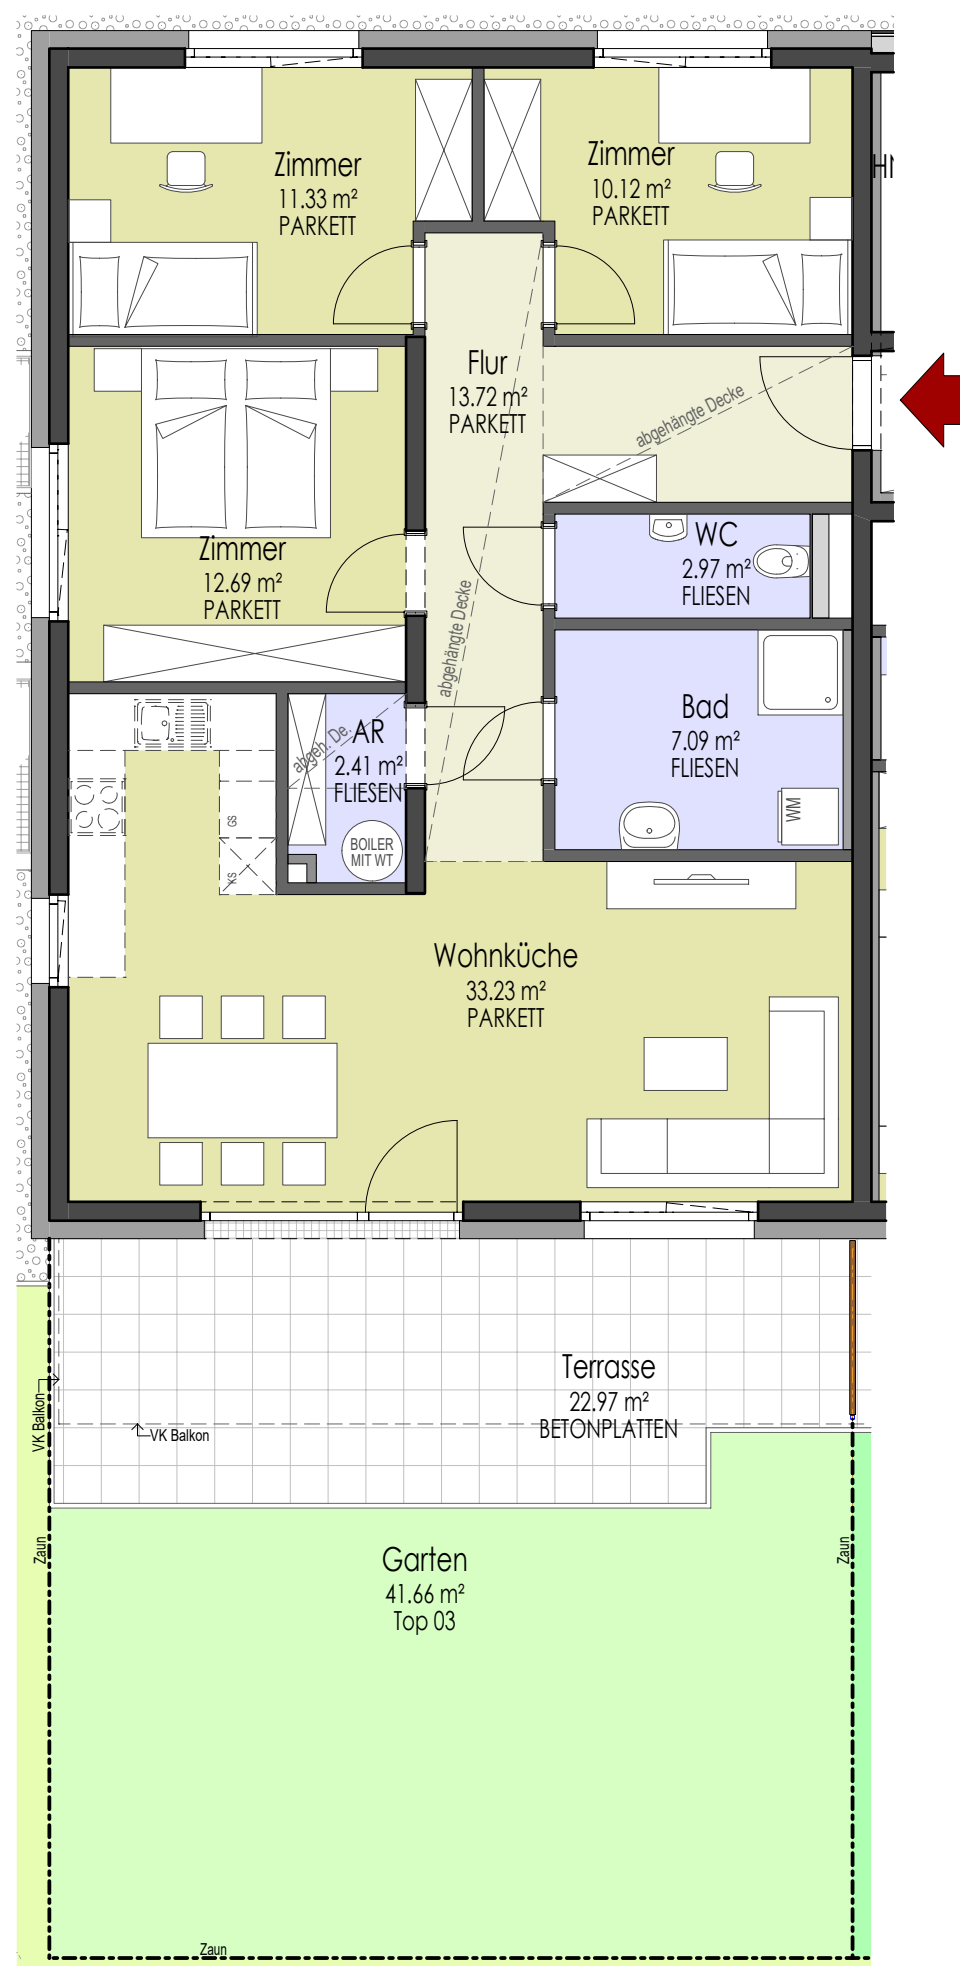 Zimmer
11.33 m²
PARKETT
Zimmer
10.12 m²
PARKETT
Flur
13.72 m²
PARKETT
abgehängte Decke
Zimmer
12.69 m²
PARKETT
WC
2.97 m²
FLIESEN
abgehängte Decke
Bad
7.09 m²
FLIESEN
AR
2.41 m²
FLIESEN
abgeh. De.
GS
KS
BOILER
MIT WT
WM
Wohnküche
33.23 m²
PARKETT
Terrasse
22.97 m²
BETONPLATTEN
VK Balkon
VK Balkon
Zaun
Zaun
Garten
41.66 m²
Top 03
Zaun